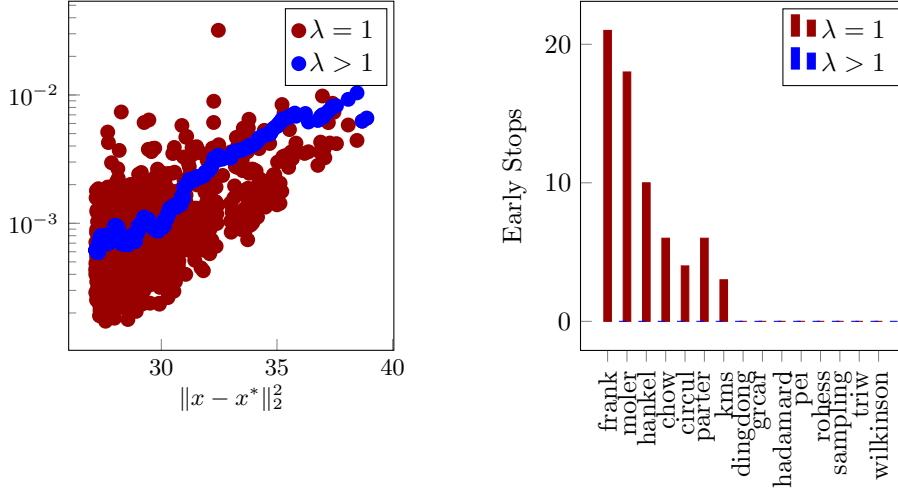 10^{-2}
10^{-3}
30
35
40
‖x − x*‖₂²
λ = 1
λ > 1
Early Stops
20
10
0
λ = 1
λ > 1
frank
moler
hankel
chow
circul
parter
kms
dingdong
grcar
hadamard
pei
rohess
sampling
triw
wilkinson